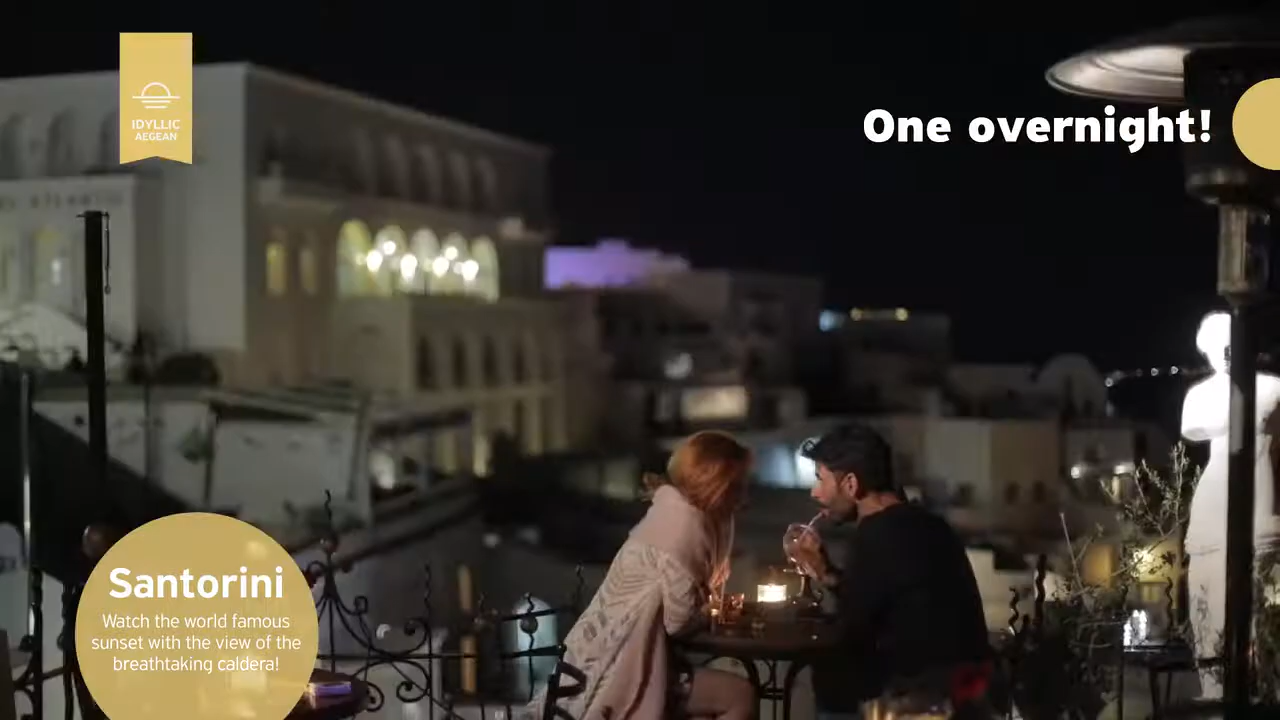 IDYLLIC
AEGEAN
One overnight!
Santorini
Watch the world famous
sunset with the view of the
breathtaking caldera!